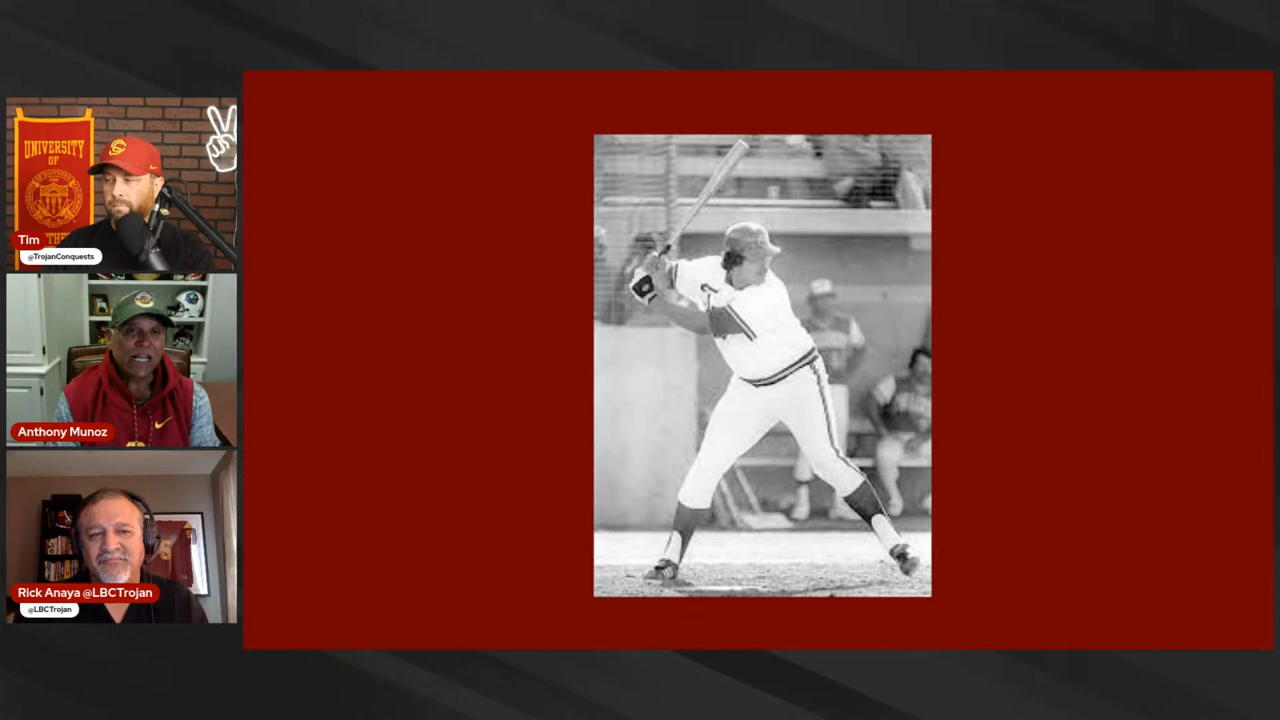 UNIVERSITY
OF
Tim
@TrojanConquests
Anthony Munoz
Rick Anaya @LBCTrojan
@LBCTrojan